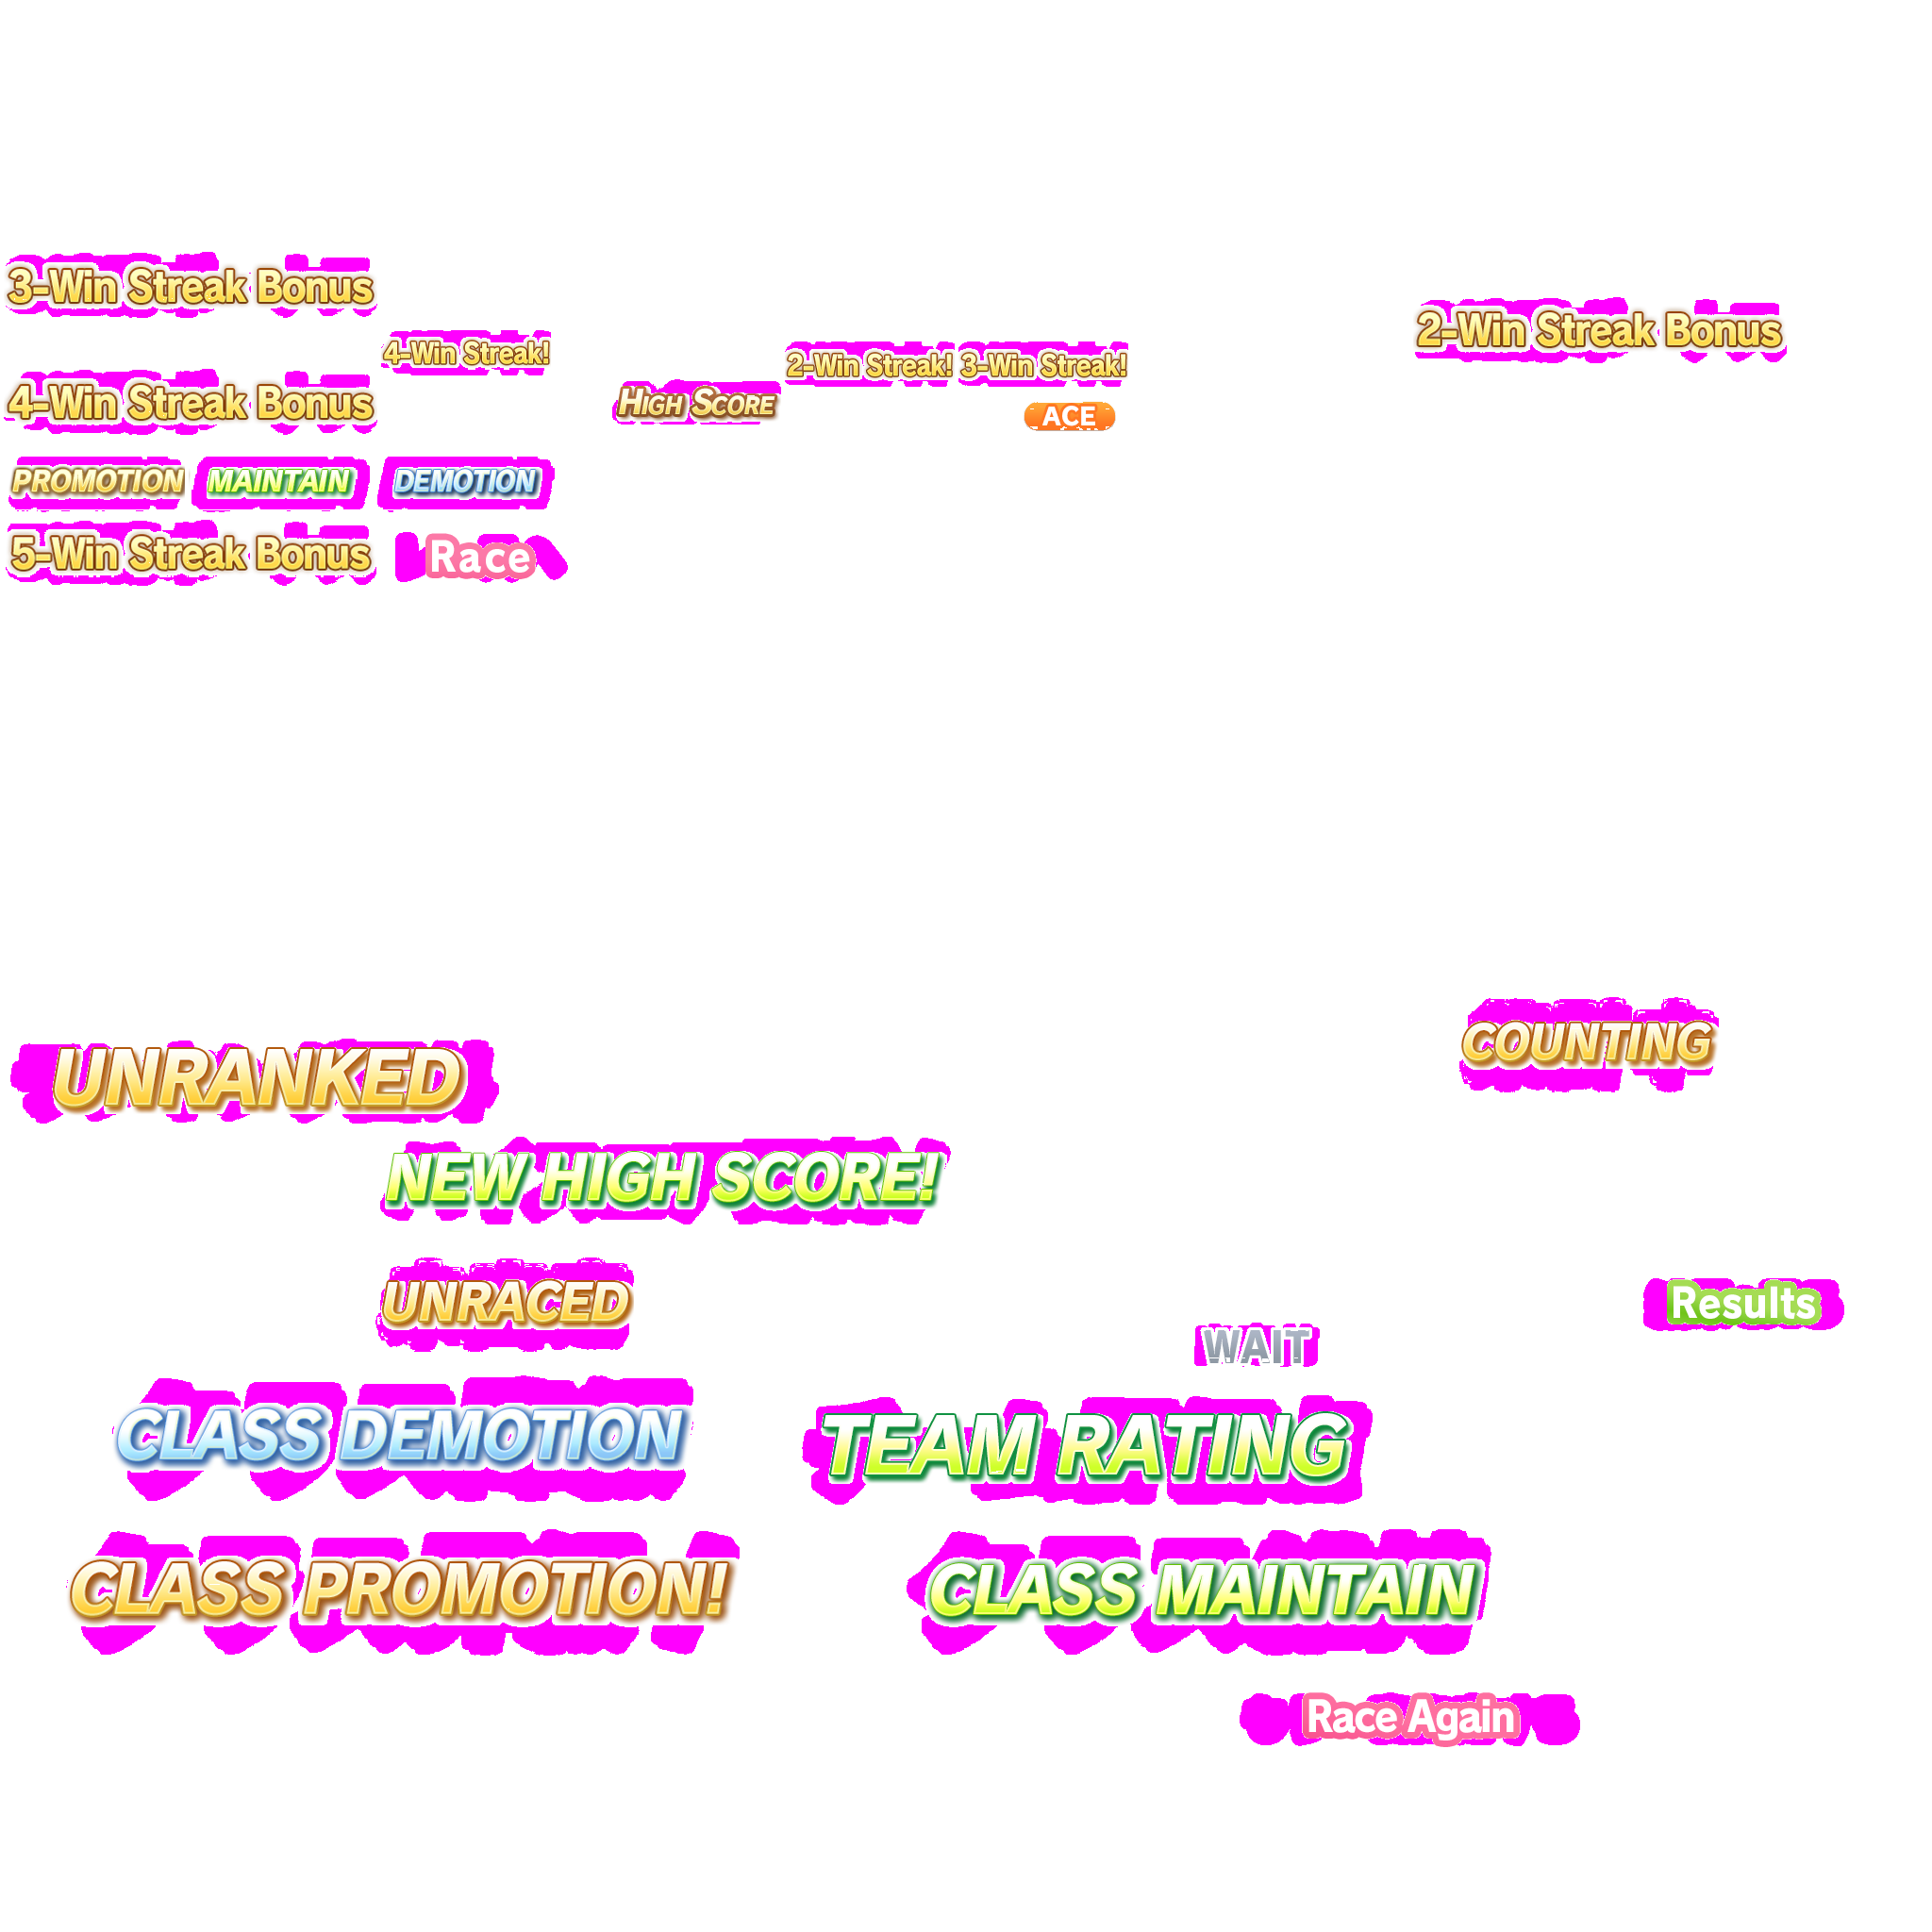 3-Win Streak Bonus
2-Win Streak Bonus
4-Win Streak!
2-Win Streak!
3-Win Streak!
4-Win Streak Bonus
HIGH SCORE
ACE
PROMOTION
MAINTAIN
DEMOTION
5-Win Streak Bonus
Race
COUNTING
UNRANKED
NEW HIGH SCORE!
UNRACED
Results
WAIT
CLASS DEMOTION
TEAM RATING
CLASS PROMOTION!
CLASS MAINTAIN
Race Again